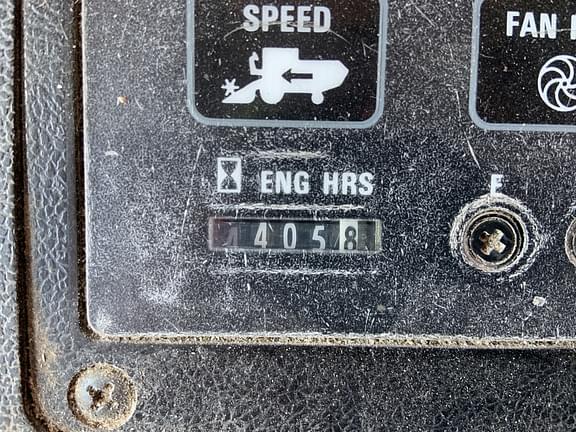 SPEED
FAN
ENG HRS
4058
F